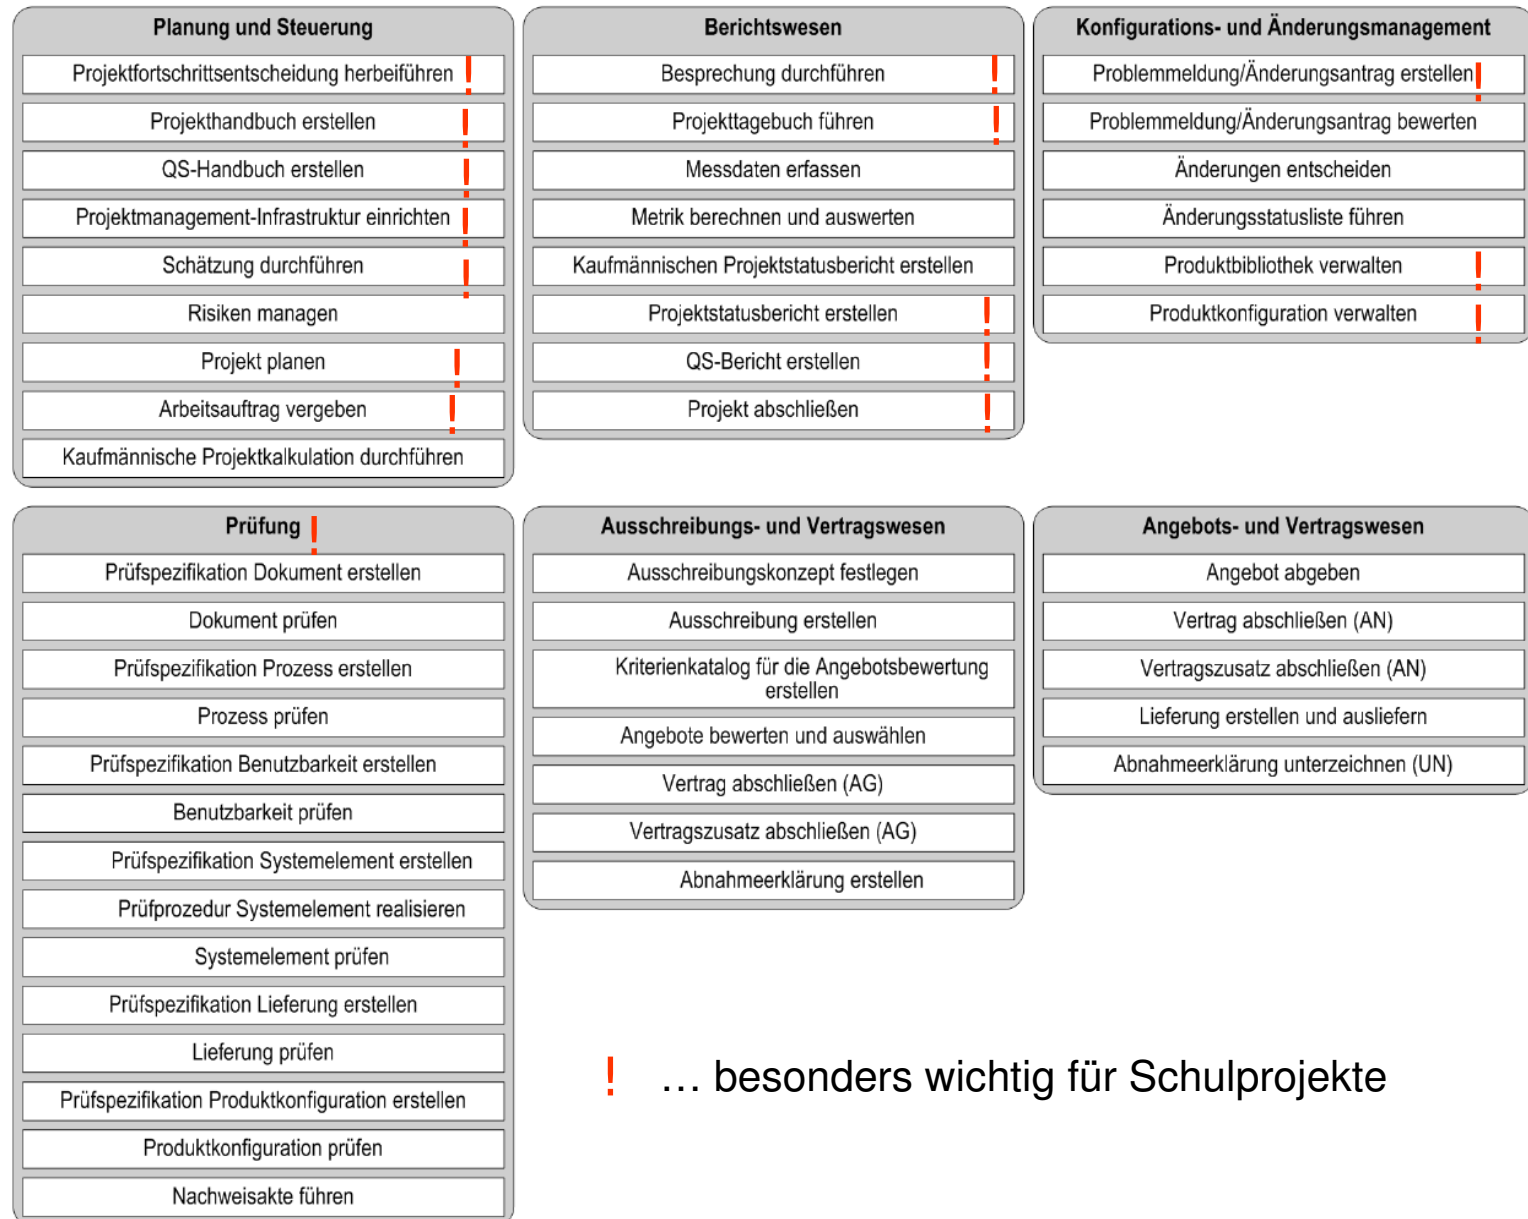 Planung und Steuerung
Projektfortschrittsentscheidung herbeiführen !
Projekthandbuch erstellen !
QS-Handbuch erstellen !
Projektmanagement-Infrastruktur einrichten !
Schätzung durchführen !
Risiken managen
Projekt planen !
Arbeitsauftrag vergeben !
Kaufmännische Projektkalkulation durchführen
Berichtswesen
Besprechung durchführen !
Projekttagebuch führen !
Messdaten erfassen
Metrik berechnen und auswerten
Kaufmännischen Projektstatusbericht erstellen
Projektstatusbericht erstellen !
QS-Bericht erstellen !
Projekt abschließen !
Konfigurations- und Änderungsmanagement
Problemmeldung/Änderungsantrag erstellen !
Problemmeldung/Änderungsantrag bewerten
Änderungen entscheiden
Änderungsstatusliste führen
Produktbibliothek verwalten !
Produktkonfiguration verwalten !
Prüfung !
Prüfspezifikation Dokument erstellen
Dokument prüfen
Prüfspezifikation Prozess erstellen
Prozess prüfen
Prüfspezifikation Benutzbarkeit erstellen
Benutzbarkeit prüfen
Prüfspezifikation Systemelement erstellen
Prüfprozedur Systemelement realisieren
Systemelement prüfen
Prüfspezifikation Lieferung erstellen
Lieferung prüfen
Prüfspezifikation Produktkonfiguration erstellen
Produktkonfiguration prüfen
Nachweisakte führen
Ausschreibungs- und Vertragswesen
Ausschreibungskonzept festlegen
Ausschreibung erstellen
Kriterienkatalog für die Angebotsbewertung
erstellen
Angebote bewerten und auswählen
Vertrag abschließen (AG)
Vertragszusatz abschließen (AG)
Abnahmeerklärung erstellen
Angebots- und Vertragswesen
Angebot abgeben
Vertrag abschließen (AN)
Vertragszusatz abschließen (AN)
Lieferung erstellen und ausliefern
Abnahmeerklärung unterzeichnen (UN)
! … besonders wichtig für Schulprojekte